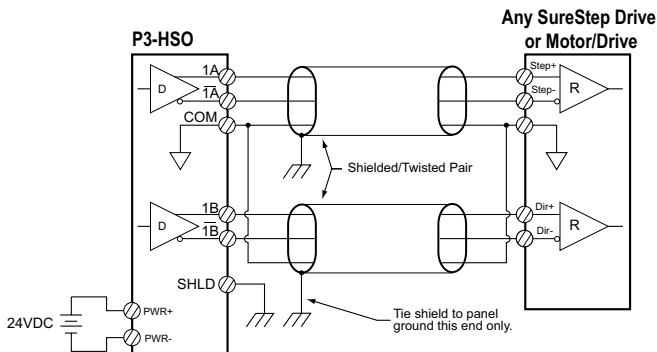 Any SureStep Drive
or Motor/Drive
P3-HSO
1A
1A
COM
D
Step+
Step-
R
Shielded/Twisted Pair
1B
1B
D
Dir+
Dir-
R
SHLD
24VDC
PWR+
PWR-
Tie shield to panel
ground this end only.